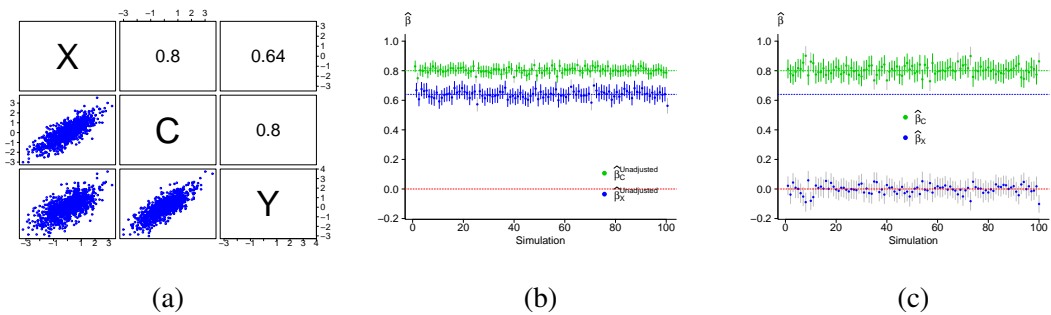 −3 −1 1 2 3
X
0.8
0.64
−3 −2 −1 0 1 2 3
−3 −2 −1 0 1 2 3
C
0.8
−3 −1 1 2 3
Y
−3 −2 −1 0 1 2 3 4
−3 −1 0 1 2 3 4
(a)
β̂
1.0
0.8
0.6
0.4
0.2
0.0
−0.2
β̂C Unadjusted
β̂X Unadjusted
0 20 40 60 80 100
Simulation
(b)
β̂
1.0
0.8
0.6
0.4
0.2
0.0
−0.2
β̂C
β̂X
0 20 40 60 80 100
Simulation
(c)